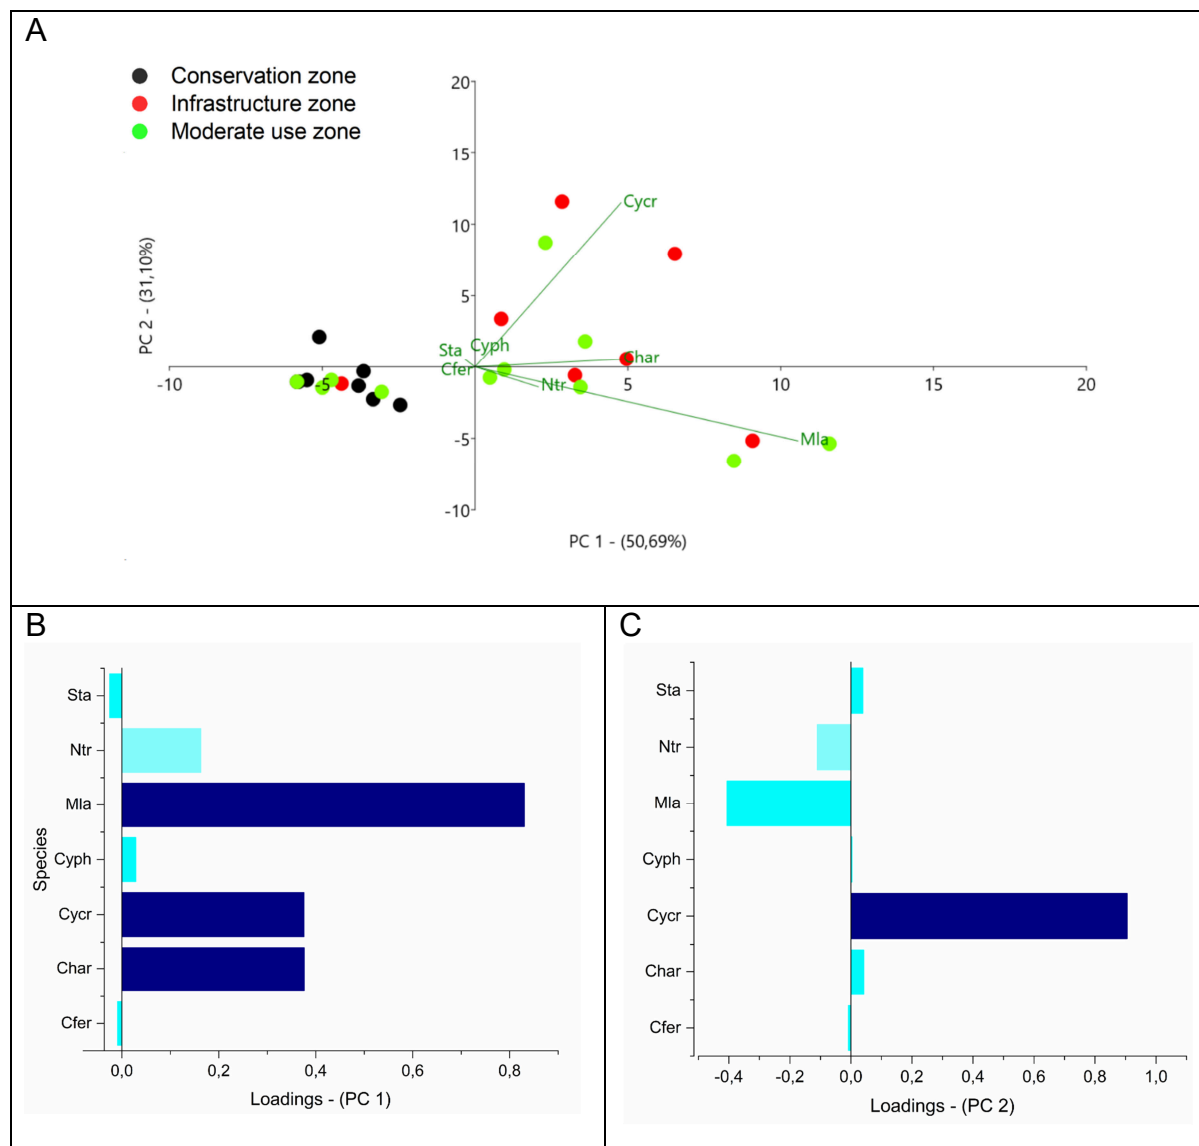 A
Conservation zone
Infrastructure zone
Moderate use zone
20
15
10
5
-5
-10
PC 2 - (31,10%)
Cycr
Sta
Cyph
Char
Cfer
Ntr
Mla
-10
-5
5
10
15
20
PC 1 - (50,69%)
B
Species
Sta
Ntr
Mla
Cyph
Cycr
Char
Cfer
0,0
0,2
0,4
0,6
0,8
Loadings - (PC 1)
C
Sta
Ntr
Mla
Cyph
Cycr
Char
Cfer
-0,4
-0,2
0,0
0,2
0,4
0,6
0,8
1,0
Loadings - (PC 2)